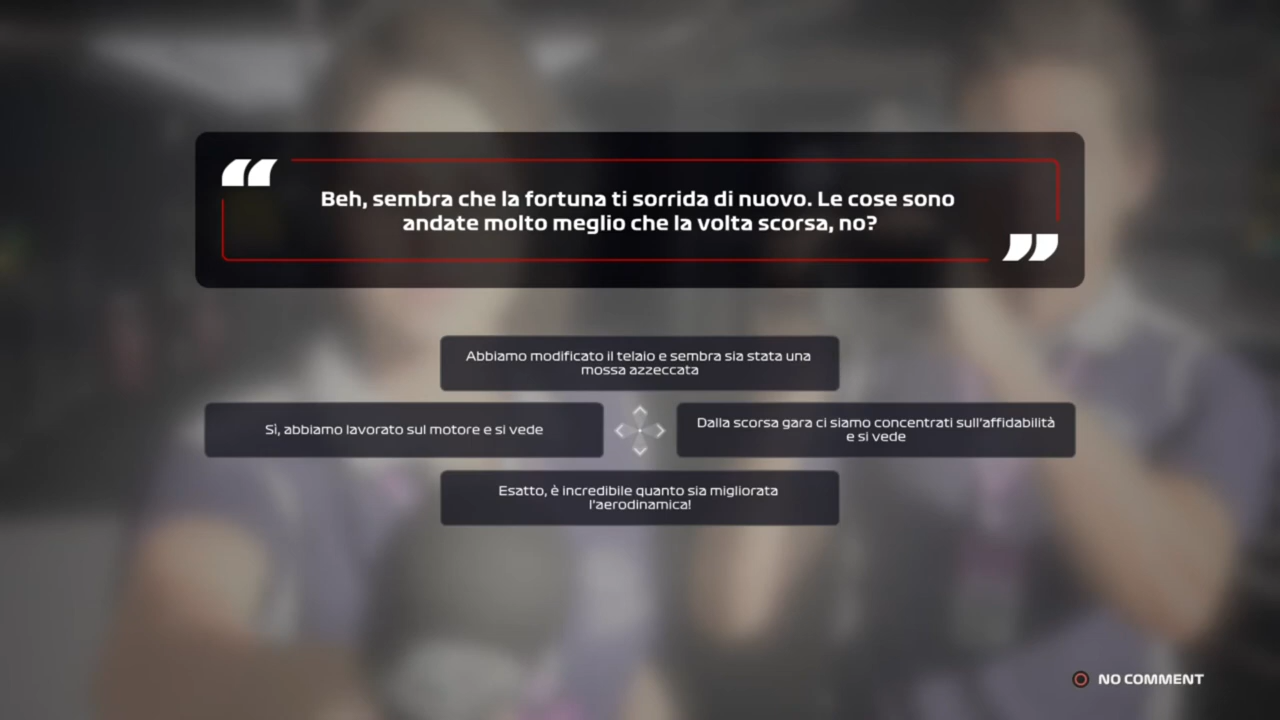 Beh, sembra che la fortuna ti sorrida di nuovo. Le cose sono
andate molto meglio che la volta scorsa, no?
Abbiamo modificato il telaio e sembra sia stata una
mossa azzeccata
Sì, abbiamo lavorato sul motore e si vede
Dalla scorsa gara ci siamo concentrati sull'affidabilità
e si vede
Esatto, è incredibile quanto sia migliorata
l'aerodinamica!
NO COMMENT